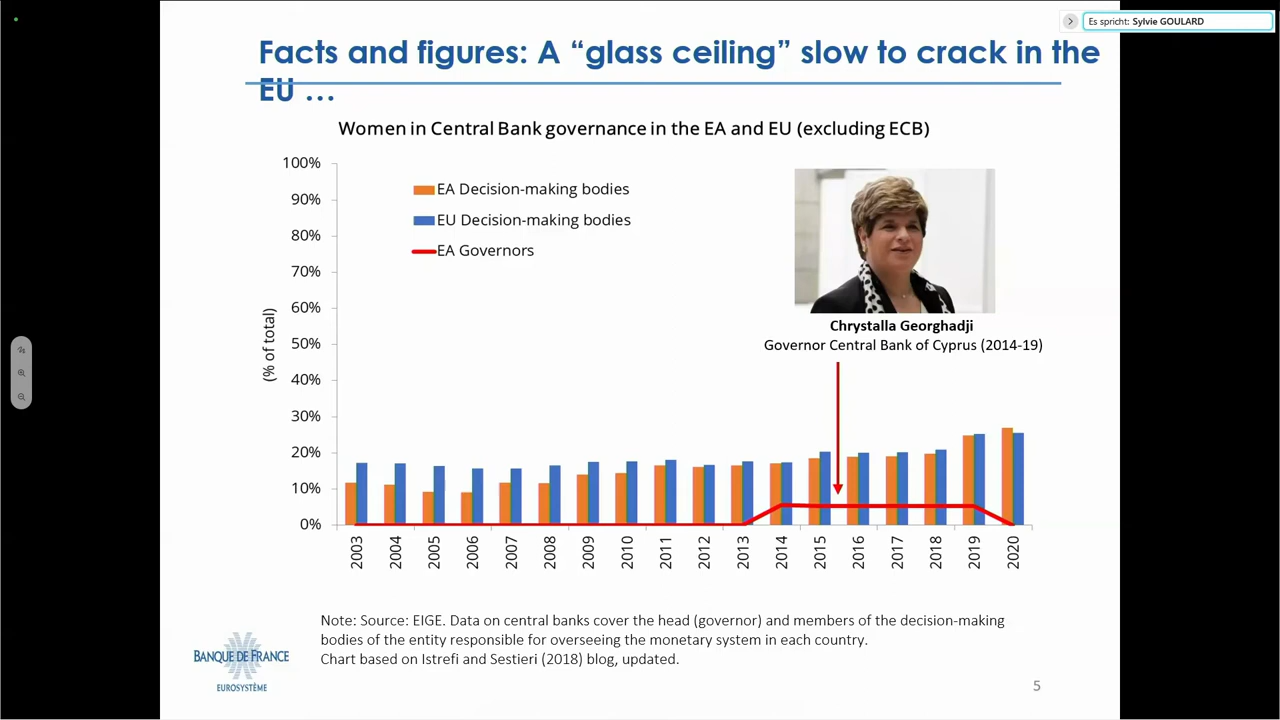 Es spricht: Sylvie GOULARD
Facts and figures: A “glass ceiling” slow to crack in the
EU …
Women in Central Bank governance in the EA and EU (excluding ECB)
100%
90%
80%
70%
60%
50%
40%
30%
20%
10%
0%
(% of total)
EA Decision-making bodies
EU Decision-making bodies
EA Governors
Chrystalla Georghadji
Governor Central Bank of Cyprus (2014-19)
2003
2004
2005
2006
2007
2008
2009
2010
2011
2012
2013
2014
2015
2016
2017
2018
2019
2020
Note: Source: EIGE. Data on central banks cover the head (governor) and members of the decision-making
bodies of the entity responsible for overseeing the monetary system in each country.
Chart based on Istrefi and Sestieri (2018) blog, updated.
BANQUE DE FRANCE
EUROSYSTÈME
5